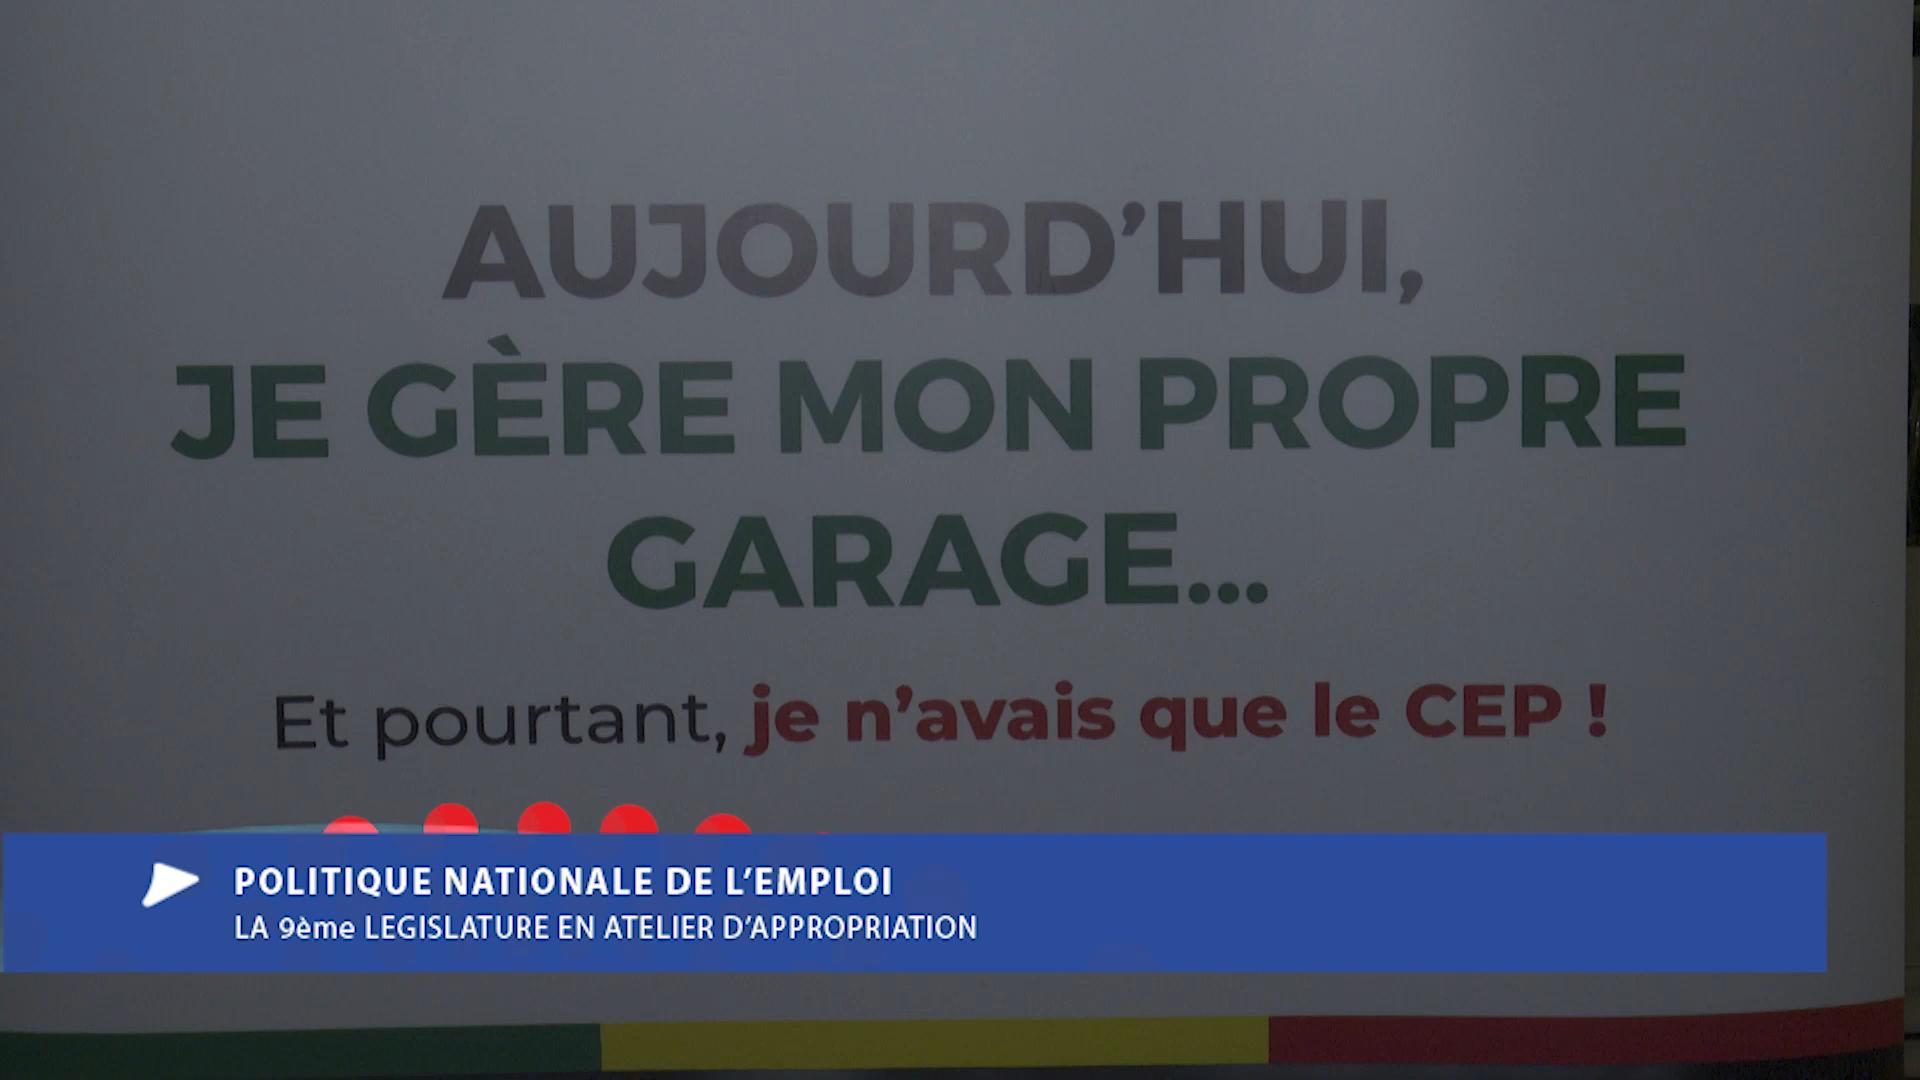 AUJOURD’HUI,
JE GÈRE MON PROPRE
GARAGE...
Et pourtant, je n’avais que le CEP !
POLITIQUE NATIONALE DE L’EMPLOI
LA 9ème LEGISLATURE EN ATELIER D’APPROPRIATION